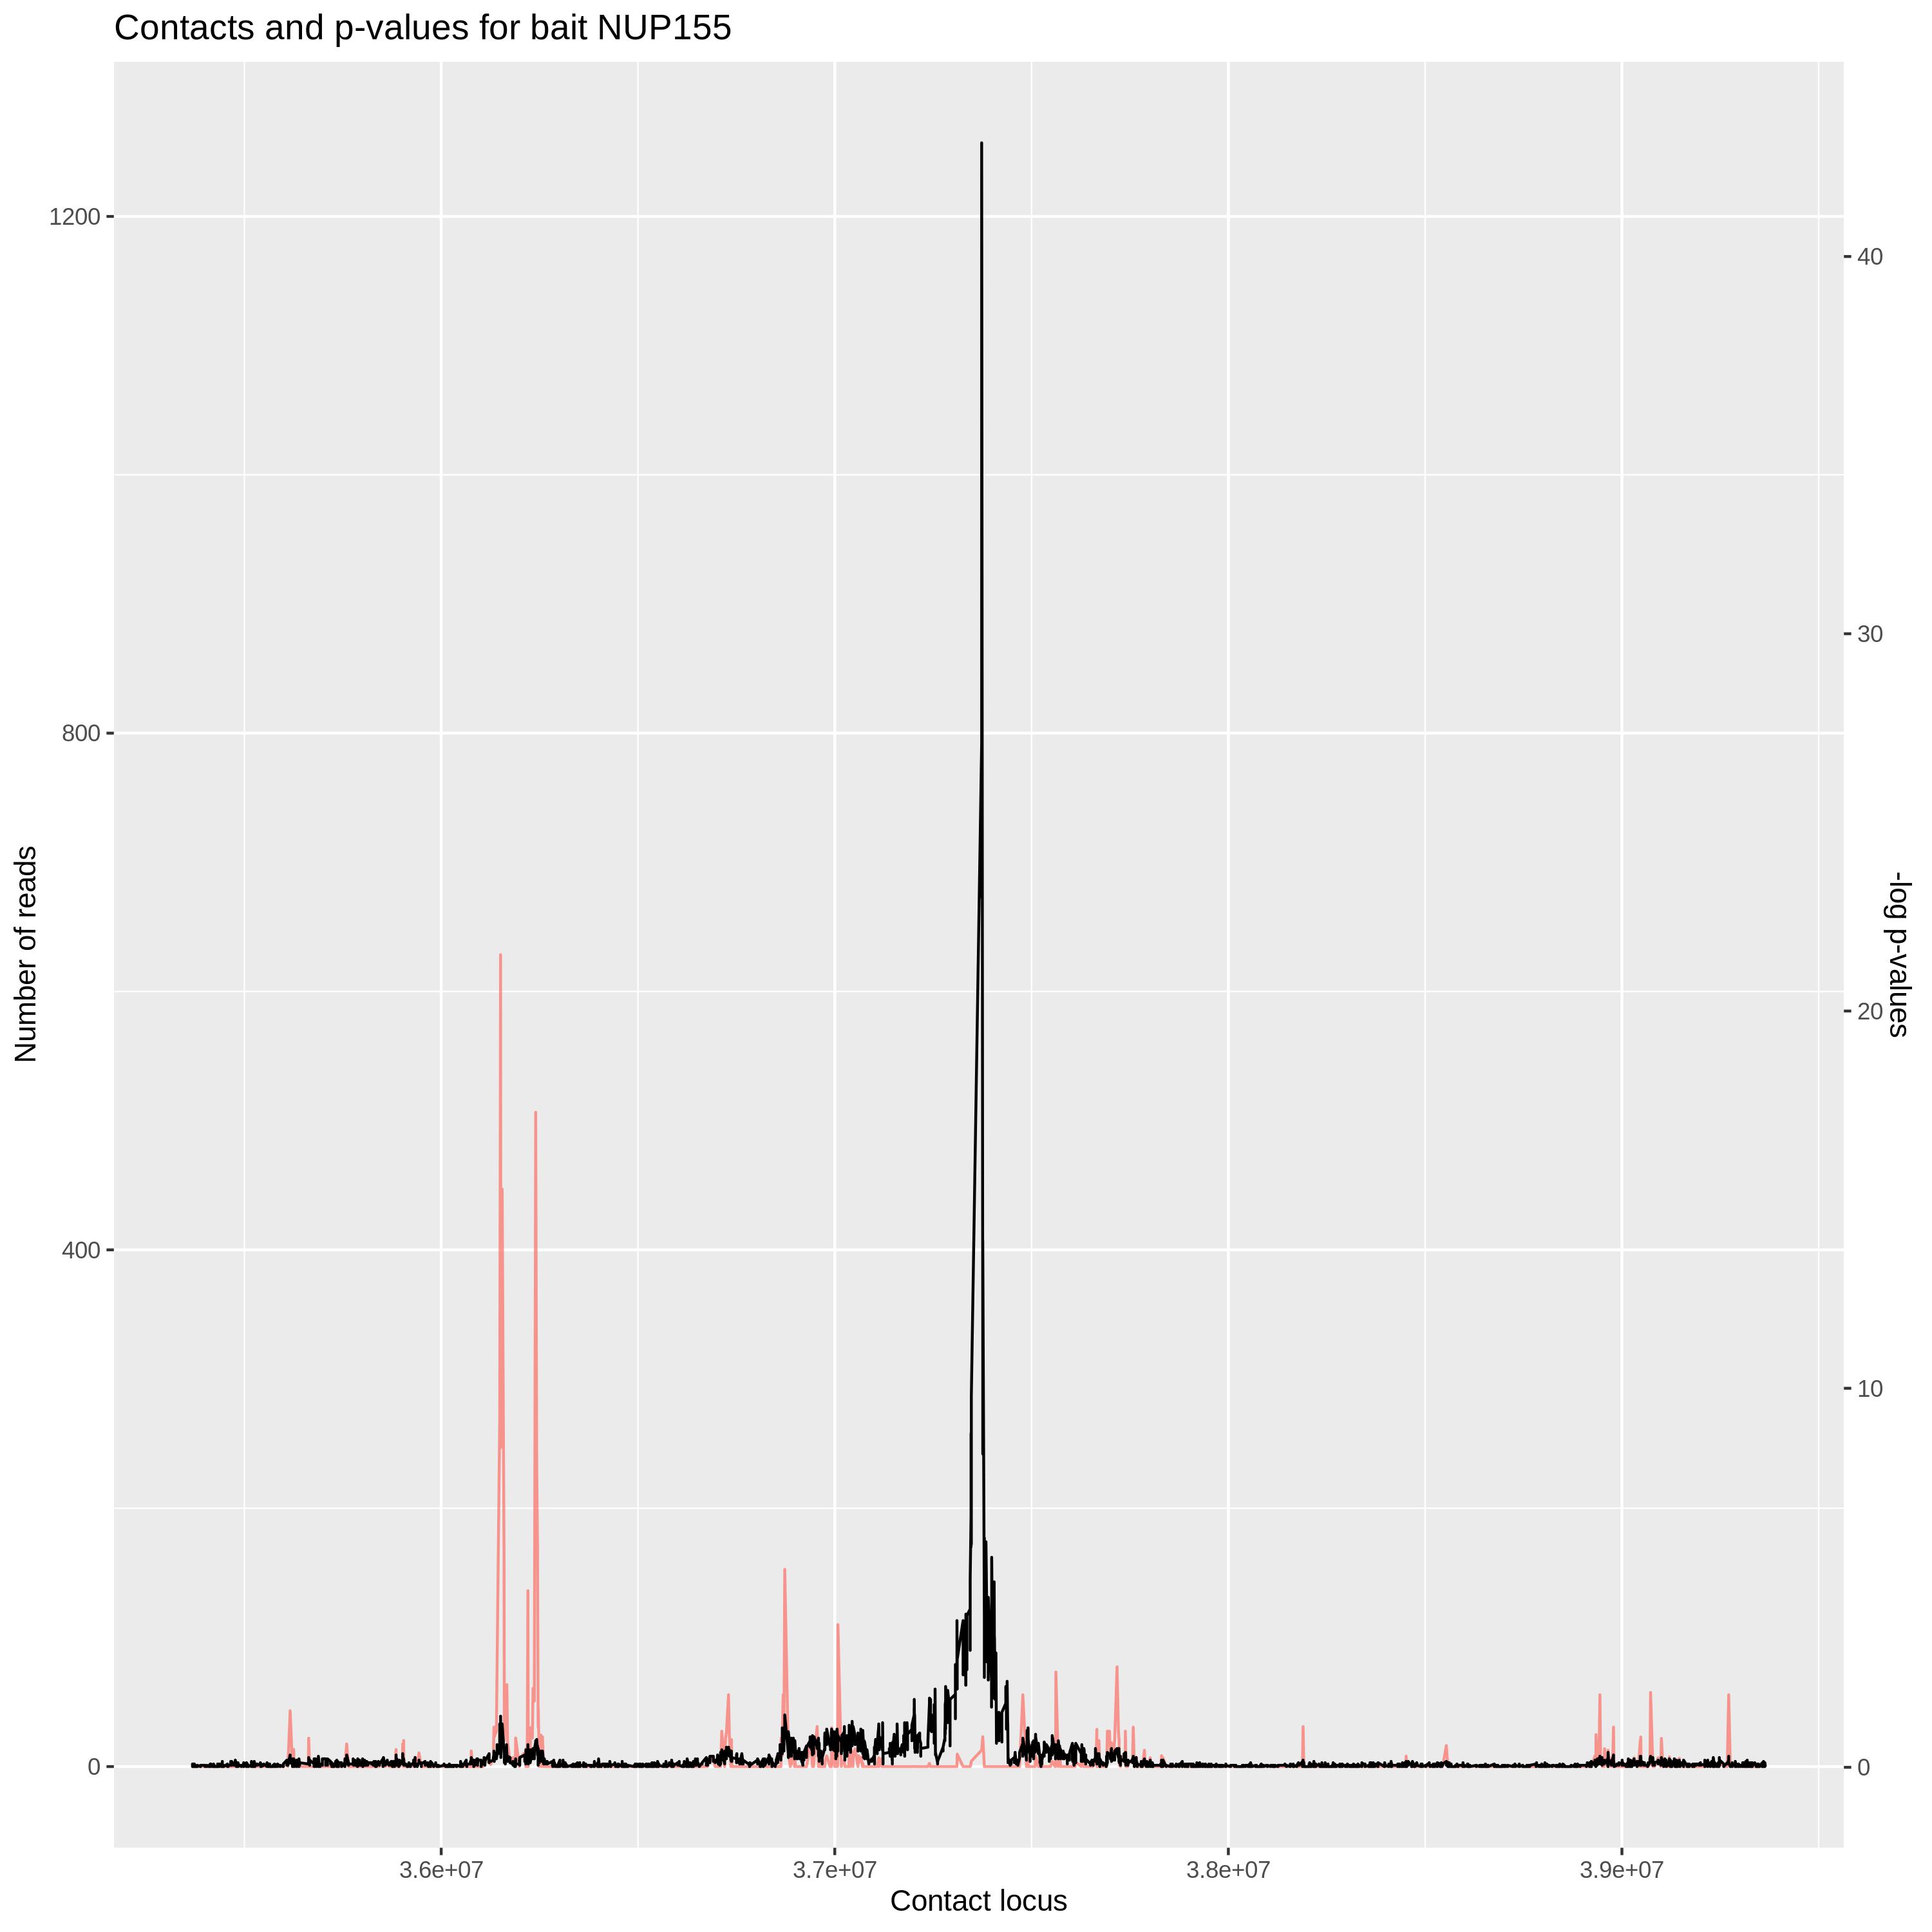 Contacts and p-values for bait NUP155
1200
800
400
0
40
30
20
10
0
Number of reads
-log p-values
3.6e+07
3.7e+07
3.8e+07
3.9e+07
Contact locus